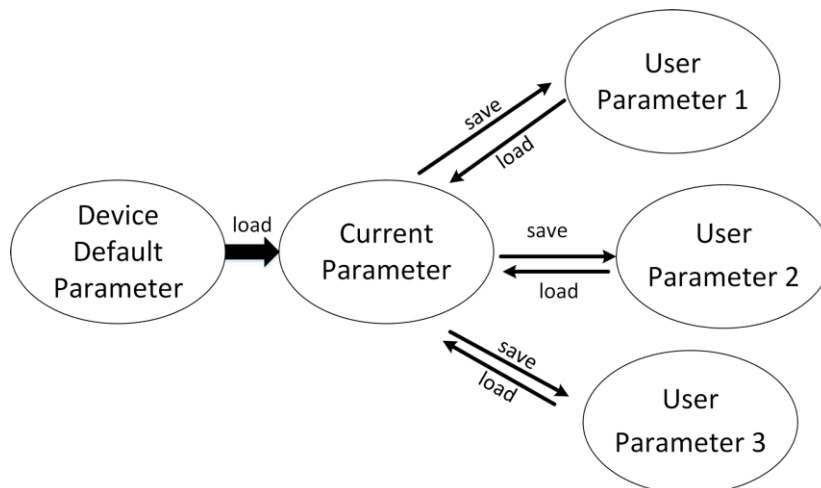 User
Parameter 1
save
load
Device
Default
Parameter
load
Current
Parameter
save
load
User
Parameter 2
save
load
User
Parameter 3